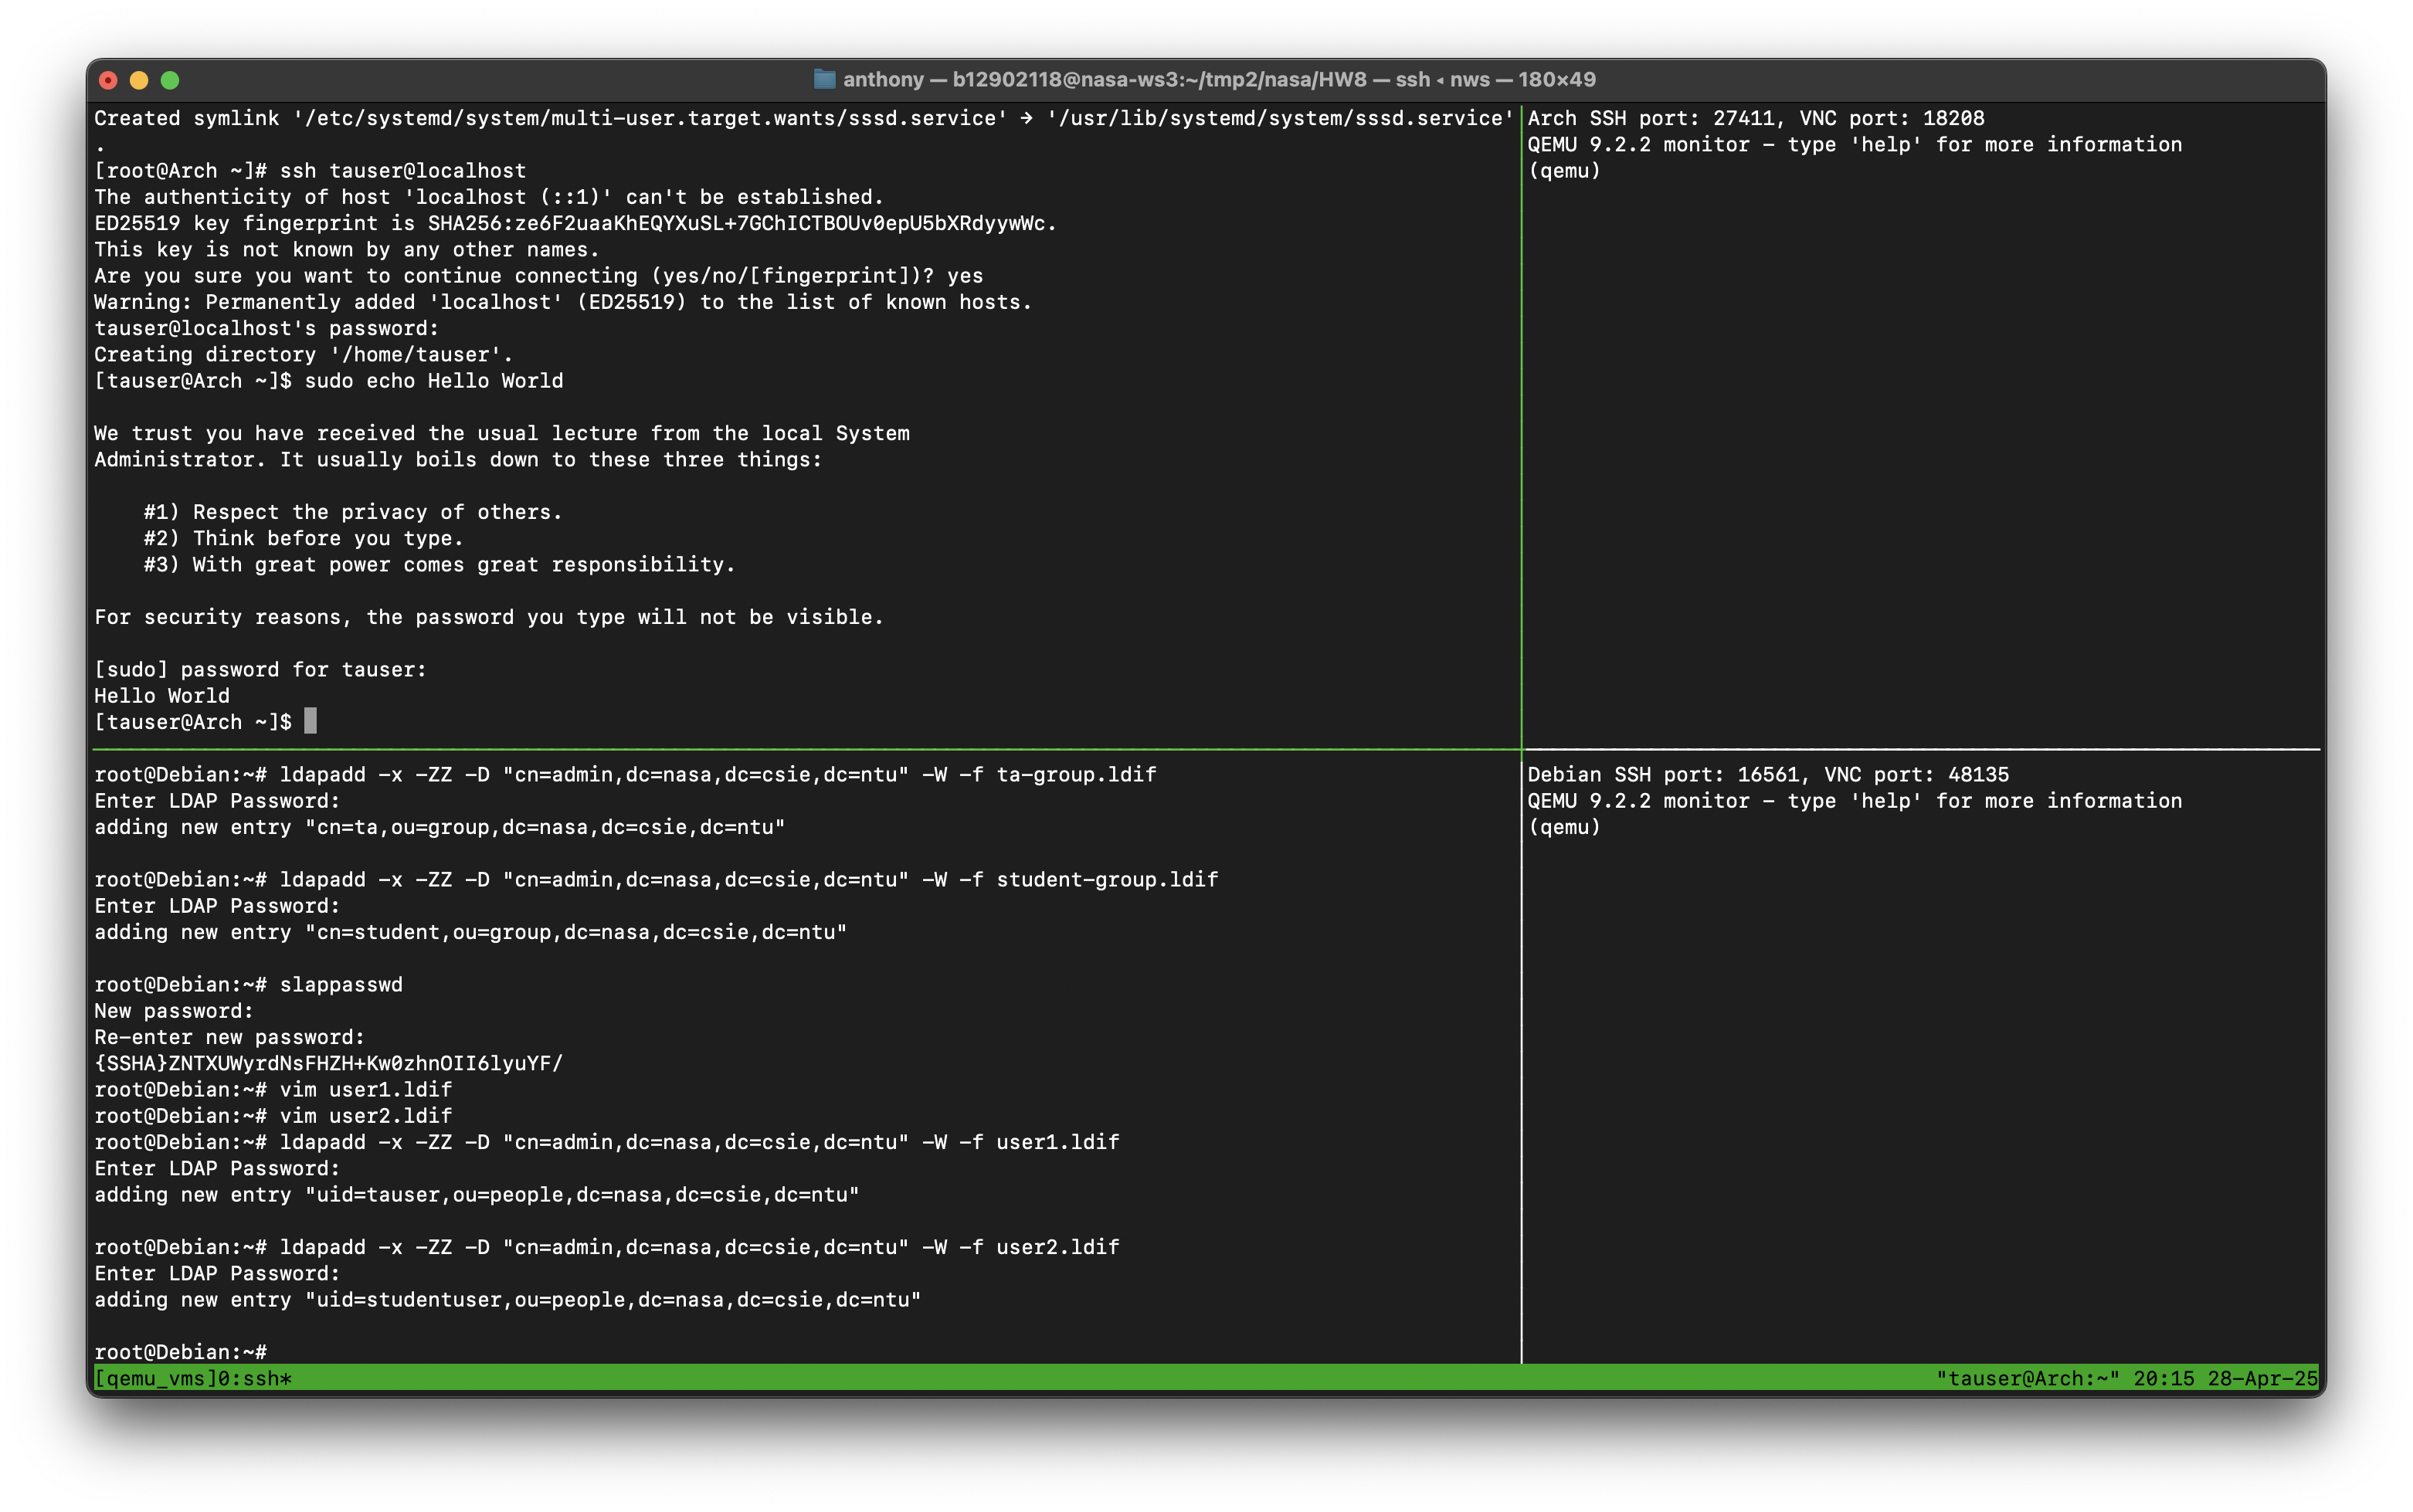 anthony — b12902118@nasa-ws3:~/tmp2/nasa/HW8 — ssh ◂ nws — 180×49
Created symlink '/etc/systemd/system/multi-user.target.wants/sssd.service' → '/usr/lib/systemd/system/sssd.service'
.
[root@Arch ~]# ssh tauser@localhost
The authenticity of host 'localhost (::1)' can't be established.
ED25519 key fingerprint is SHA256:ze6F2uaaKhEQYXuSL+7GChICTBOUv0epU5bXRdyywWc.
This key is not known by any other names.
Are you sure you want to continue connecting (yes/no/[fingerprint])? yes
Warning: Permanently added 'localhost' (ED25519) to the list of known hosts.
tauser@localhost's password:
Creating directory '/home/tauser'.
[tauser@Arch ~]$ sudo echo Hello World
We trust you have received the usual lecture from the local System
Administrator. It usually boils down to these three things:
#1) Respect the privacy of others.
#2) Think before you type.
#3) With great power comes great responsibility.
For security reasons, the password you type will not be visible.
[sudo] password for tauser:
Hello World
[tauser@Arch ~]$
Arch SSH port: 27411, VNC port: 18208
QEMU 9.2.2 monitor - type 'help' for more information
(qemu)
root@Debian:~# ldapadd -x -ZZ -D "cn=admin,dc=nasa,dc=csie,dc=ntu" -W -f ta-group.ldif
Enter LDAP Password:
adding new entry "cn=ta,ou=group,dc=nasa,dc=csie,dc=ntu"
root@Debian:~# ldapadd -x -ZZ -D "cn=admin,dc=nasa,dc=csie,dc=ntu" -W -f student-group.ldif
Enter LDAP Password:
adding new entry "cn=student,ou=group,dc=nasa,dc=csie,dc=ntu"
root@Debian:~# slappasswd
New password:
Re-enter new password:
{SSHA}ZNTXUWyrdNsFHZH+Kw0zhnOII6lyuYF/
root@Debian:~# vim user1.ldif
root@Debian:~# vim user2.ldif
root@Debian:~# ldapadd -x -ZZ -D "cn=admin,dc=nasa,dc=csie,dc=ntu" -W -f user1.ldif
Enter LDAP Password:
adding new entry "uid=tauser,ou=people,dc=nasa,dc=csie,dc=ntu"
root@Debian:~# ldapadd -x -ZZ -D "cn=admin,dc=nasa,dc=csie,dc=ntu" -W -f user2.ldif
Enter LDAP Password:
adding new entry "uid=studentuser,ou=people,dc=nasa,dc=csie,dc=ntu"
root@Debian:~#
Debian SSH port: 16561, VNC port: 48135
QEMU 9.2.2 monitor - type 'help' for more information
(qemu)
[qemu_vms]0:ssh*
"tauser@Arch:~" 20:15 28-Apr-25